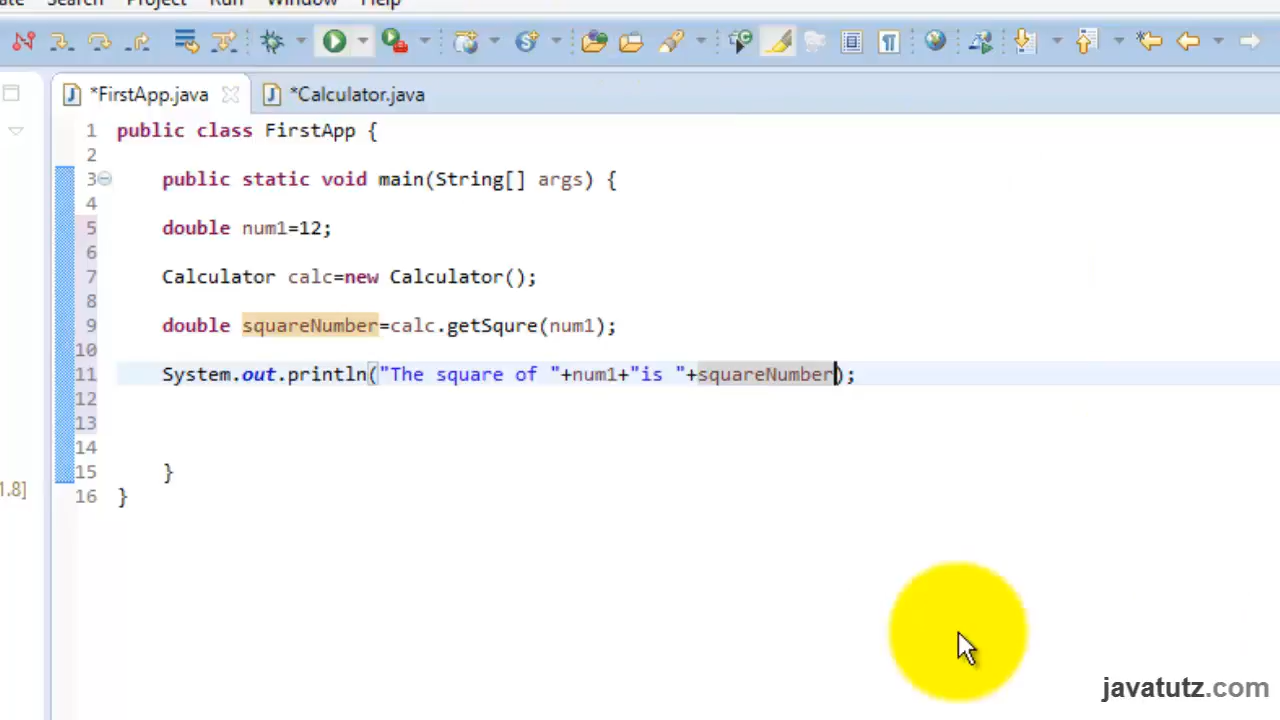 Search Project Run Window Help
*FirstApp.java *Calculator.java
1 public class FirstApp {
2
3 public static void main(String[] args) {
4
5 double num1=12;
6
7 Calculator calc=new Calculator();
8
9 double squareNumber=calc.getSqure(num1);
10
11 System.out.println("The square of "+num1+"is "+squareNumber);
12
13
14
15 }
1.8]
16 }
javatutz.com